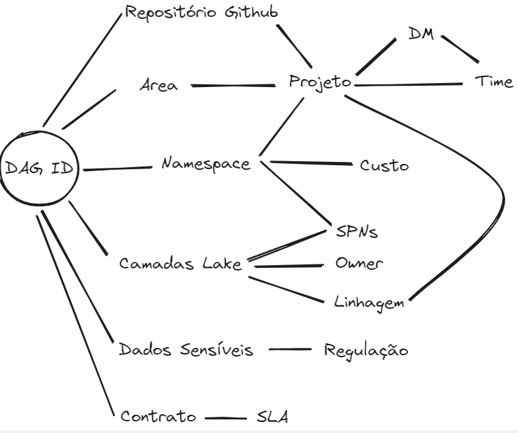 Repositório Github
DM
Area
Projeto
Time
DAG ID
Namespace
Custo
SPNs
Camadas Lake
Owner
Linhagem
Dados Sensíveis
Regulação
Contrato
SLA